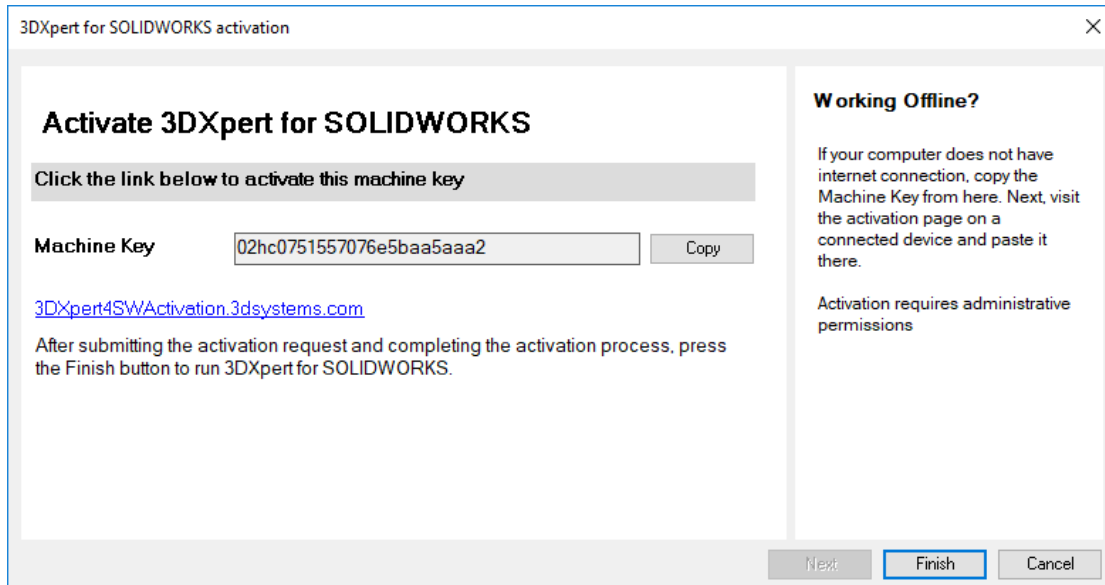 3DXpert for SOLIDWORKS activation
Activate 3DXpert for SOLIDWORKS
Click the link below to activate this machine key
Machine Key
02hc0751557076e5baa5aaa2
Copy
3DXpert4SWActivation.3dsystems.com
After submitting the activation request and completing the activation process, press
the Finish button to run 3DXpert for SOLIDWORKS.
Working Offline?
If your computer does not have
internet connection, copy the
Machine Key from here. Next, visit
the activation page on a
connected device and paste it
there.
Activation requires administrative
permissions
Next
Finish
Cancel